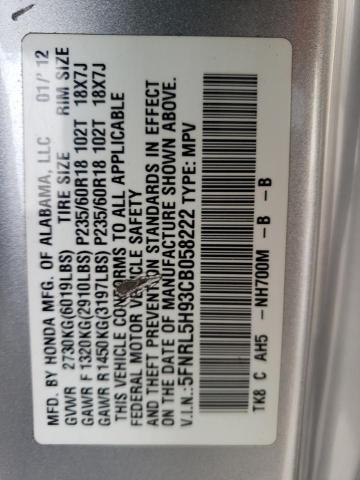 MFD. BY HONDA MFG. OF ALABAMA, LLC 01/'12
GVWR 2730KG(6019LBS) TIRE SIZE RIM SIZE
GAWR F 1320KG(2910LBS) P235/60R18 102T 18X7J
GAWR R 1450KG(3197LBS) P235/60R18 102T 18X7J
THIS VEHICLE CONFORMS TO ALL APPLICABLE
FEDERAL MOTOR VEHICLE SAFETY
AND THEFT PREVENTION STANDARDS IN EFFECT
ON THE DATE OF MANUFACTURE SHOWN ABOVE.
V.I.N.:5FNRL5H93CB058222 TYPE: MPV
TK8 C AH5 -NH700M -B -B